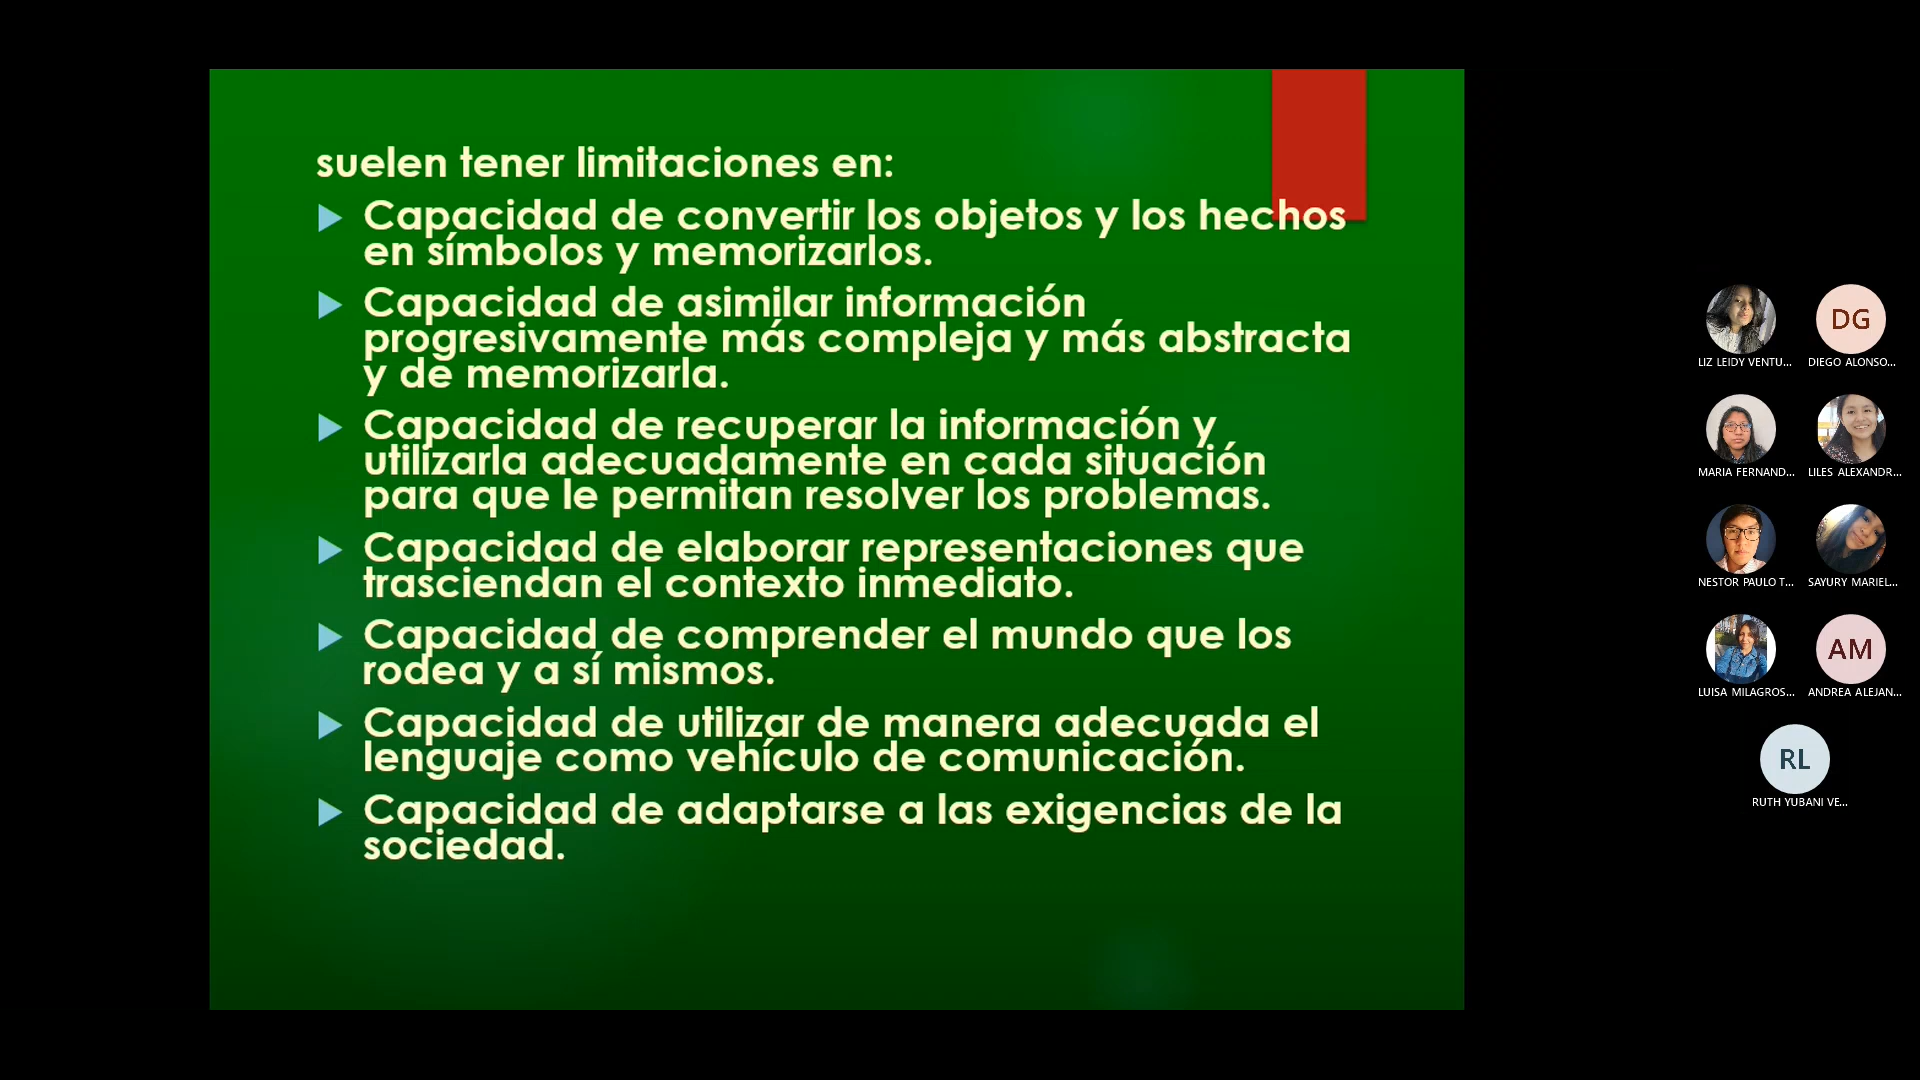 suelen tener limitaciones en:
Capacidad de convertir los objetos y los hechos
en símbolos y memorizarlos.
Capacidad de asimilar información
progresivamente más compleja y más abstracta
y de memorizarla.
Capacidad de recuperar la información y
utilizarla adecuadamente en cada situación
para que le permitan resolver los problemas.
Capacidad de elaborar representaciones que
trasciendan el contexto inmediato.
Capacidad de comprender el mundo que los
rodea y a sí mismos.
Capacidad de utilizar de manera adecuada el
lenguaje como vehículo de comunicación.
Capacidad de adaptarse a las exigencias de la
sociedad.
DG
LIZ LEIDY VENTU... DIEGO ALONSO...
MARIA FERNAND... LILES ALEXANDR...
NESTOR PAULO T... SAYURY MARIEL...
AM
LUISA MILAGROS... ANDREA ALEJAN...
RL
RUTH YUBANI VE...